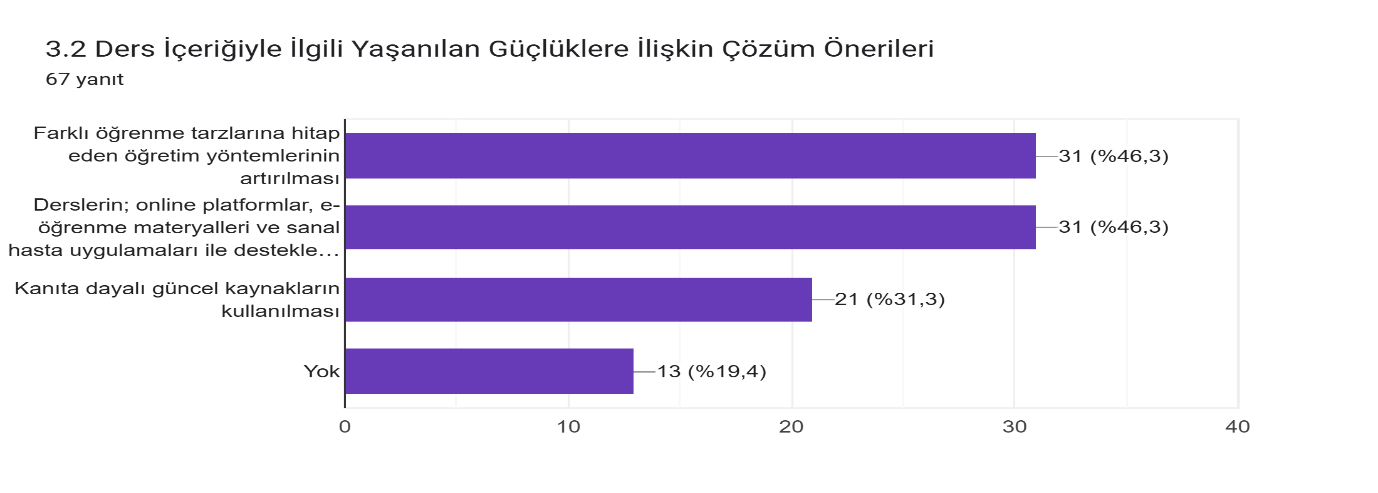 3.2 Ders İçeriğiyle İlgili Yaşanılan Güçlüklere İlişkin Çözüm Önerileri
67 yanıt
Farklı öğrenme tarzlarına hitap
eden öğretim yöntemlerinin
artırılması
31 (%46,3)
Derslerin; online platformlar, e-
öğrenme materyalleri ve sanal
hasta uygulamaları ile destekle…
31 (%46,3)
Kanıta dayalı güncel kaynakların
kullanılması
21 (%31,3)
Yok
13 (%19,4)
0 10 20 30 40